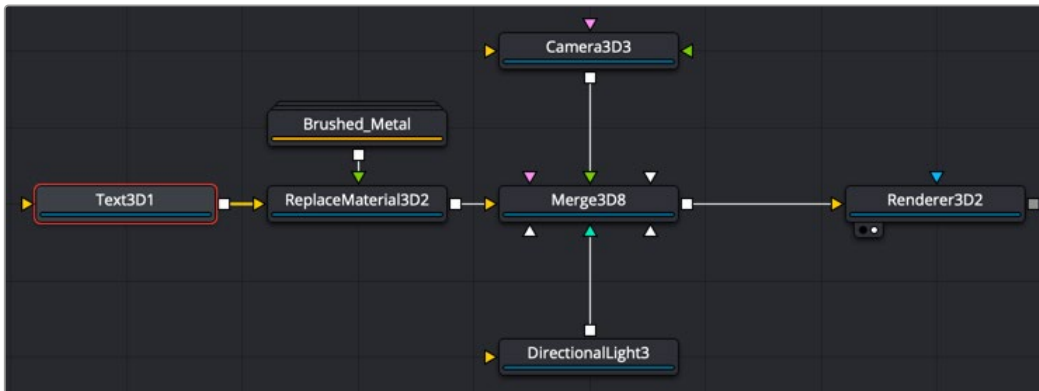 Camera3D3
Brushed_Metal
Text3D1
ReplaceMaterial3D2
Merge3D8
Renderer3D2
DirectionalLight3